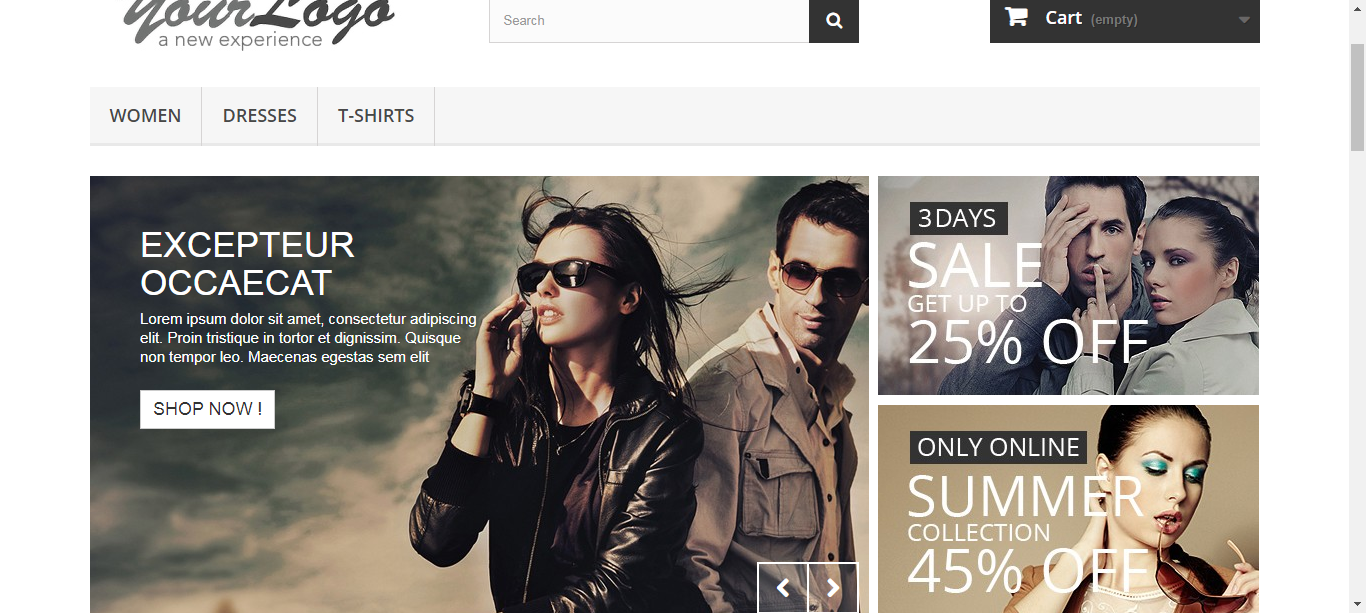 YourLogo
a new experience
Search
Cart (empty)
WOMEN
DRESSES
T-SHIRTS
EXCEPTEUR
OCCAECAT
Lorem ipsum dolor sit amet, consectetur adipiscing
elit. Proin tristique in tortor et dignissim. Quisque
non tempor leo. Maecenas egestas sem elit
SHOP NOW !
3 DAYS
SALE
GET UP TO
25% OFF
ONLY ONLINE
SUMMER
COLLECTION
45% OFF